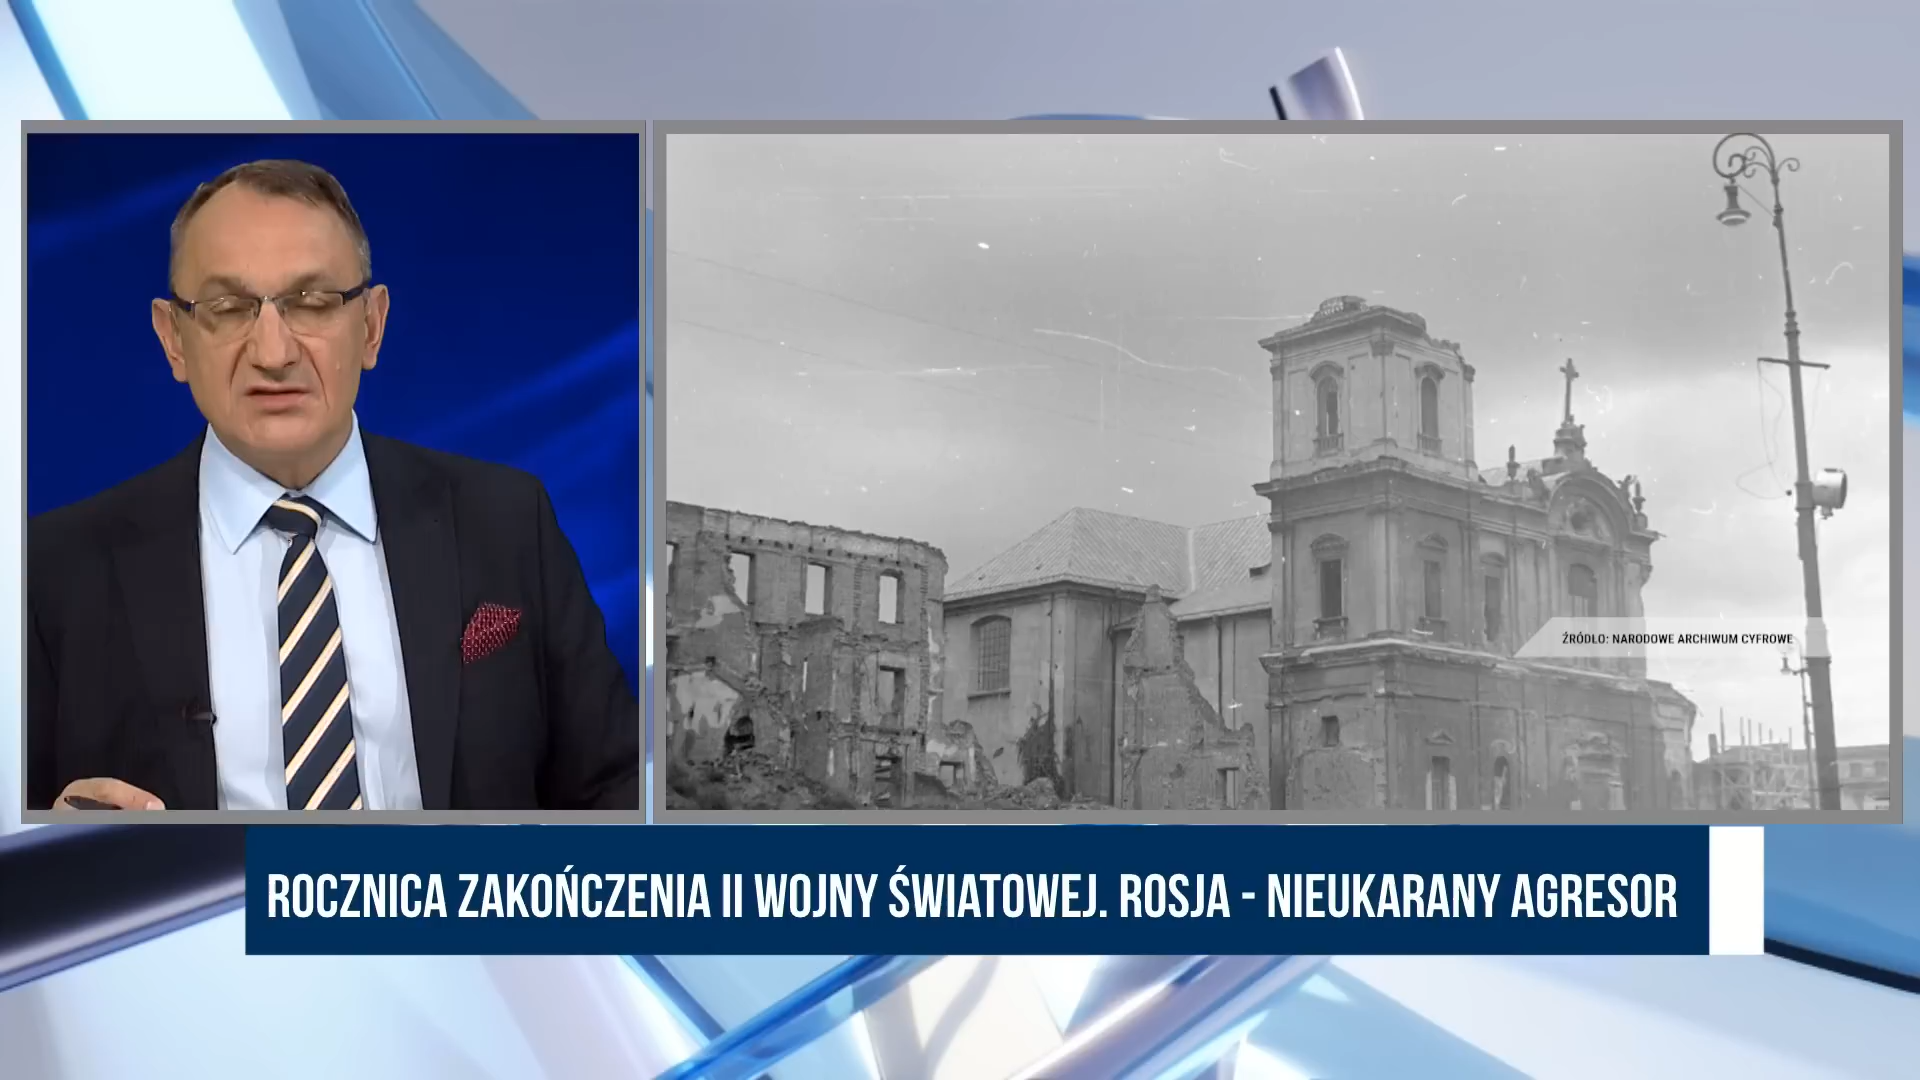 ŹRÓDŁO: NARODOWE ARCHIWUM CYFROWE
ROCZNICA ZAKOŃCZENIA II WOJNY ŚWIATOWEJ. ROSJA - NIEUKARANY AGRESOR